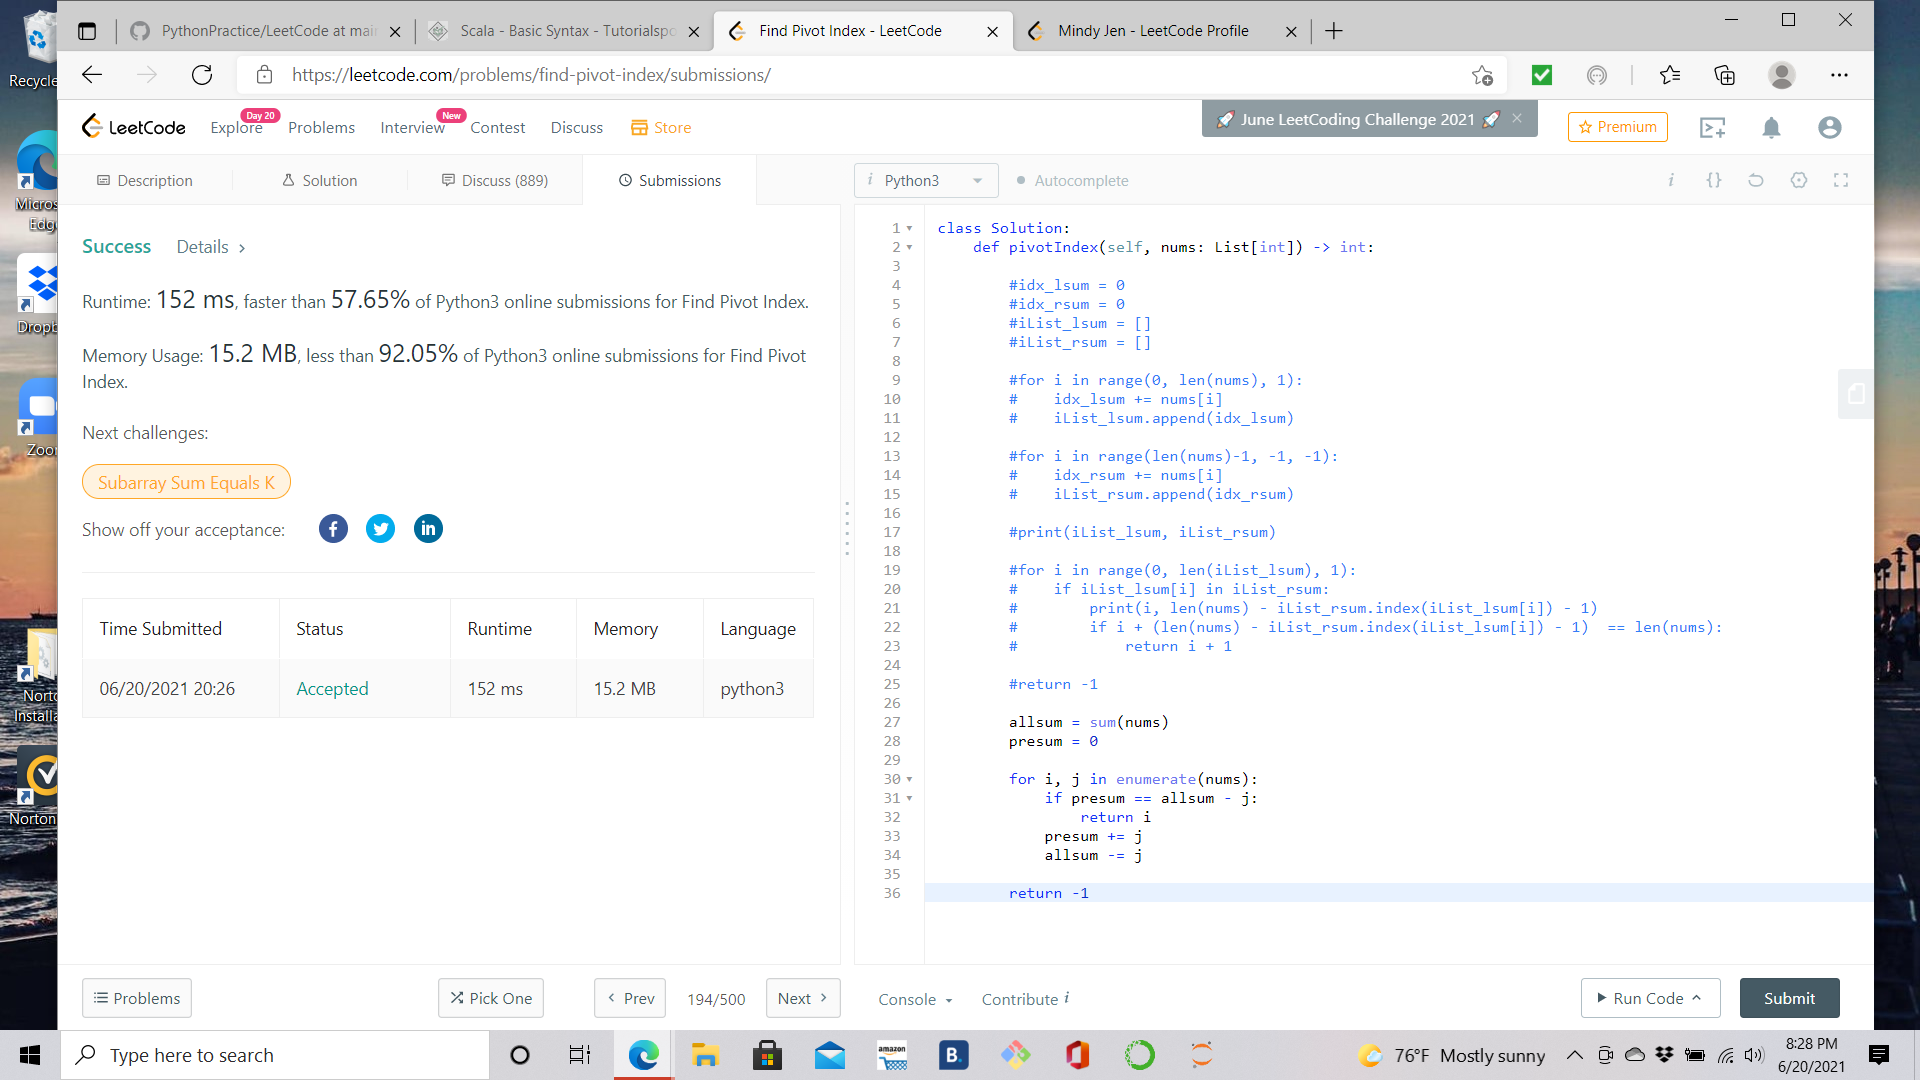 PythonPractice/LeetCode at mai
Scala - Basic Syntax - Tutorialspo
Find Pivot Index - LeetCode
Mindy Jen - LeetCode Profile
https://leetcode.com/problems/find-pivot-index/submissions/
LeetCode
Explore
Day 20
Problems
Interview
New
Contest
Discuss
Store
June LeetCoding Challenge 2021
Premium
Description
Solution
Discuss (889)
Submissions
i Python3
Autocomplete
i {}
Success
Details >
Runtime: 152 ms, faster than 57.65% of Python3 online submissions for Find Pivot Index.
Memory Usage: 15.2 MB, less than 92.05% of Python3 online submissions for Find Pivot
Index.
Next challenges:
Subarray Sum Equals K
Show off your acceptance:
Time Submitted Status Runtime Memory Language
06/20/2021 20:26 Accepted 152 ms 15.2 MB python3
1 class Solution:
2     def pivotIndex(self, nums: List[int]) -> int:
3
4         #idx_lsum = 0
5         #idx_rsum = 0
6         #iList_lsum = []
7         #iList_rsum = []
8
9         #for i in range(0, len(nums), 1):
10         #    idx_lsum += nums[i]
11         #    iList_lsum.append(idx_lsum)
12
13         #for i in range(len(nums)-1, -1, -1):
14         #    idx_rsum += nums[i]
15         #    iList_rsum.append(idx_rsum)
16
17         #print(iList_lsum, iList_rsum)
18
19         #for i in range(0, len(iList_lsum), 1):
20         #    if iList_lsum[i] in iList_rsum:
21         #        print(i, len(nums) - iList_rsum.index(iList_lsum[i]) - 1)
22         #        if i + (len(nums) - iList_rsum.index(iList_lsum[i]) - 1)  == len(nums):
23         #            return i + 1
24
25         #return -1
26
27         allsum = sum(nums)
28         presum = 0
29
30         for i, j in enumerate(nums):
31             if presum == allsum - j:
32                 return i
33             presum += j
34             allsum -= j
35
36         return -1
Problems
Pick One
Prev
194/500
Next
Console
Contribute i
Run Code
Submit
Recycle
Micros
Edg
Dropb
Zoo
Norto
Installa
Norton
Type here to search
amazon
B.
76°F Mostly sunny
8:28 PM
6/20/2021